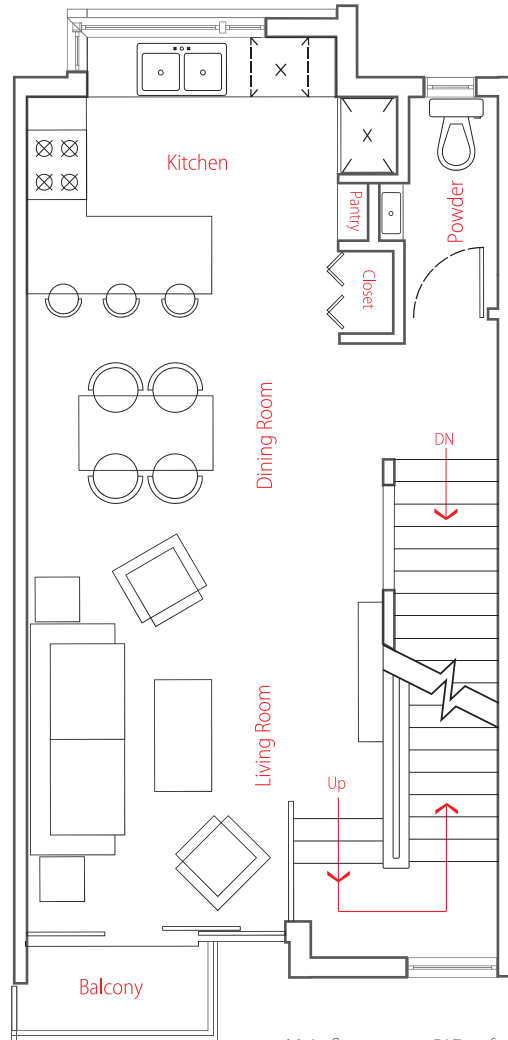 Kitchen
Pantry
Powder
Closet
Dining Room
DN
Living Room
Up
Balcony